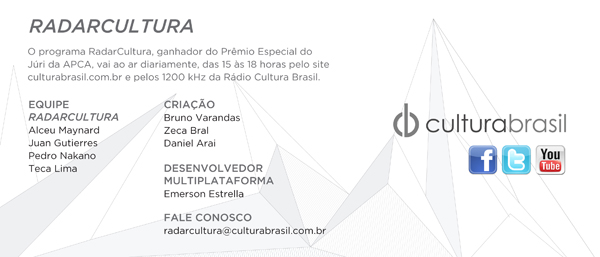 RADARCULTURA
O programa RadarCultura, ganhador do Prêmio Especial do
Júri da APCA, vai ao ar diariamente, das 15 às 18 horas pelo site
culturabrasil.com.br e pelos 1200 kHz da Rádio Cultura Brasil.
EQUIPE
RADARCULTURA
Alceu Maynard
Juan Gutierres
Pedro Nakano
Teca Lima
CRIAÇÃO
Bruno Varandas
Zeca Bral
Daniel Arai
DESENVOLVEDOR
MULTIPLATAFORMA
Emerson Estrella
FALE CONOSCO
radarcultura@culturabrasil.com.br
culturabrasil
f
t
You
Tube